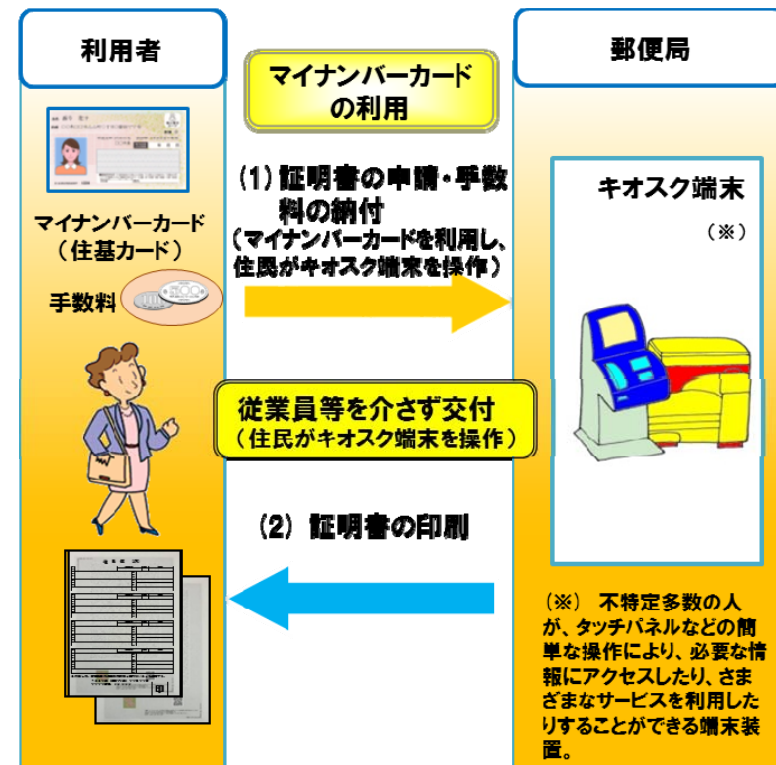 利用者
マイナンバーカード
（住基カード）
手数料
マイナンバーカード
の利用
(1) 証明書の申請・手数
料の納付
（マイナンバーカードを利用し、
住民がキオスク端末を操作）
従業員等を介さず交付
（住民がキオスク端末を操作）
(2) 証明書の印刷
郵便局
キオスク端末
（※）
（※） 不特定多数の人
が、タッチパネルなどの簡
単な操作により、必要な情
報にアクセスしたり、さま
ざまなサービスを利用した
りすることができる端末装
置。
印